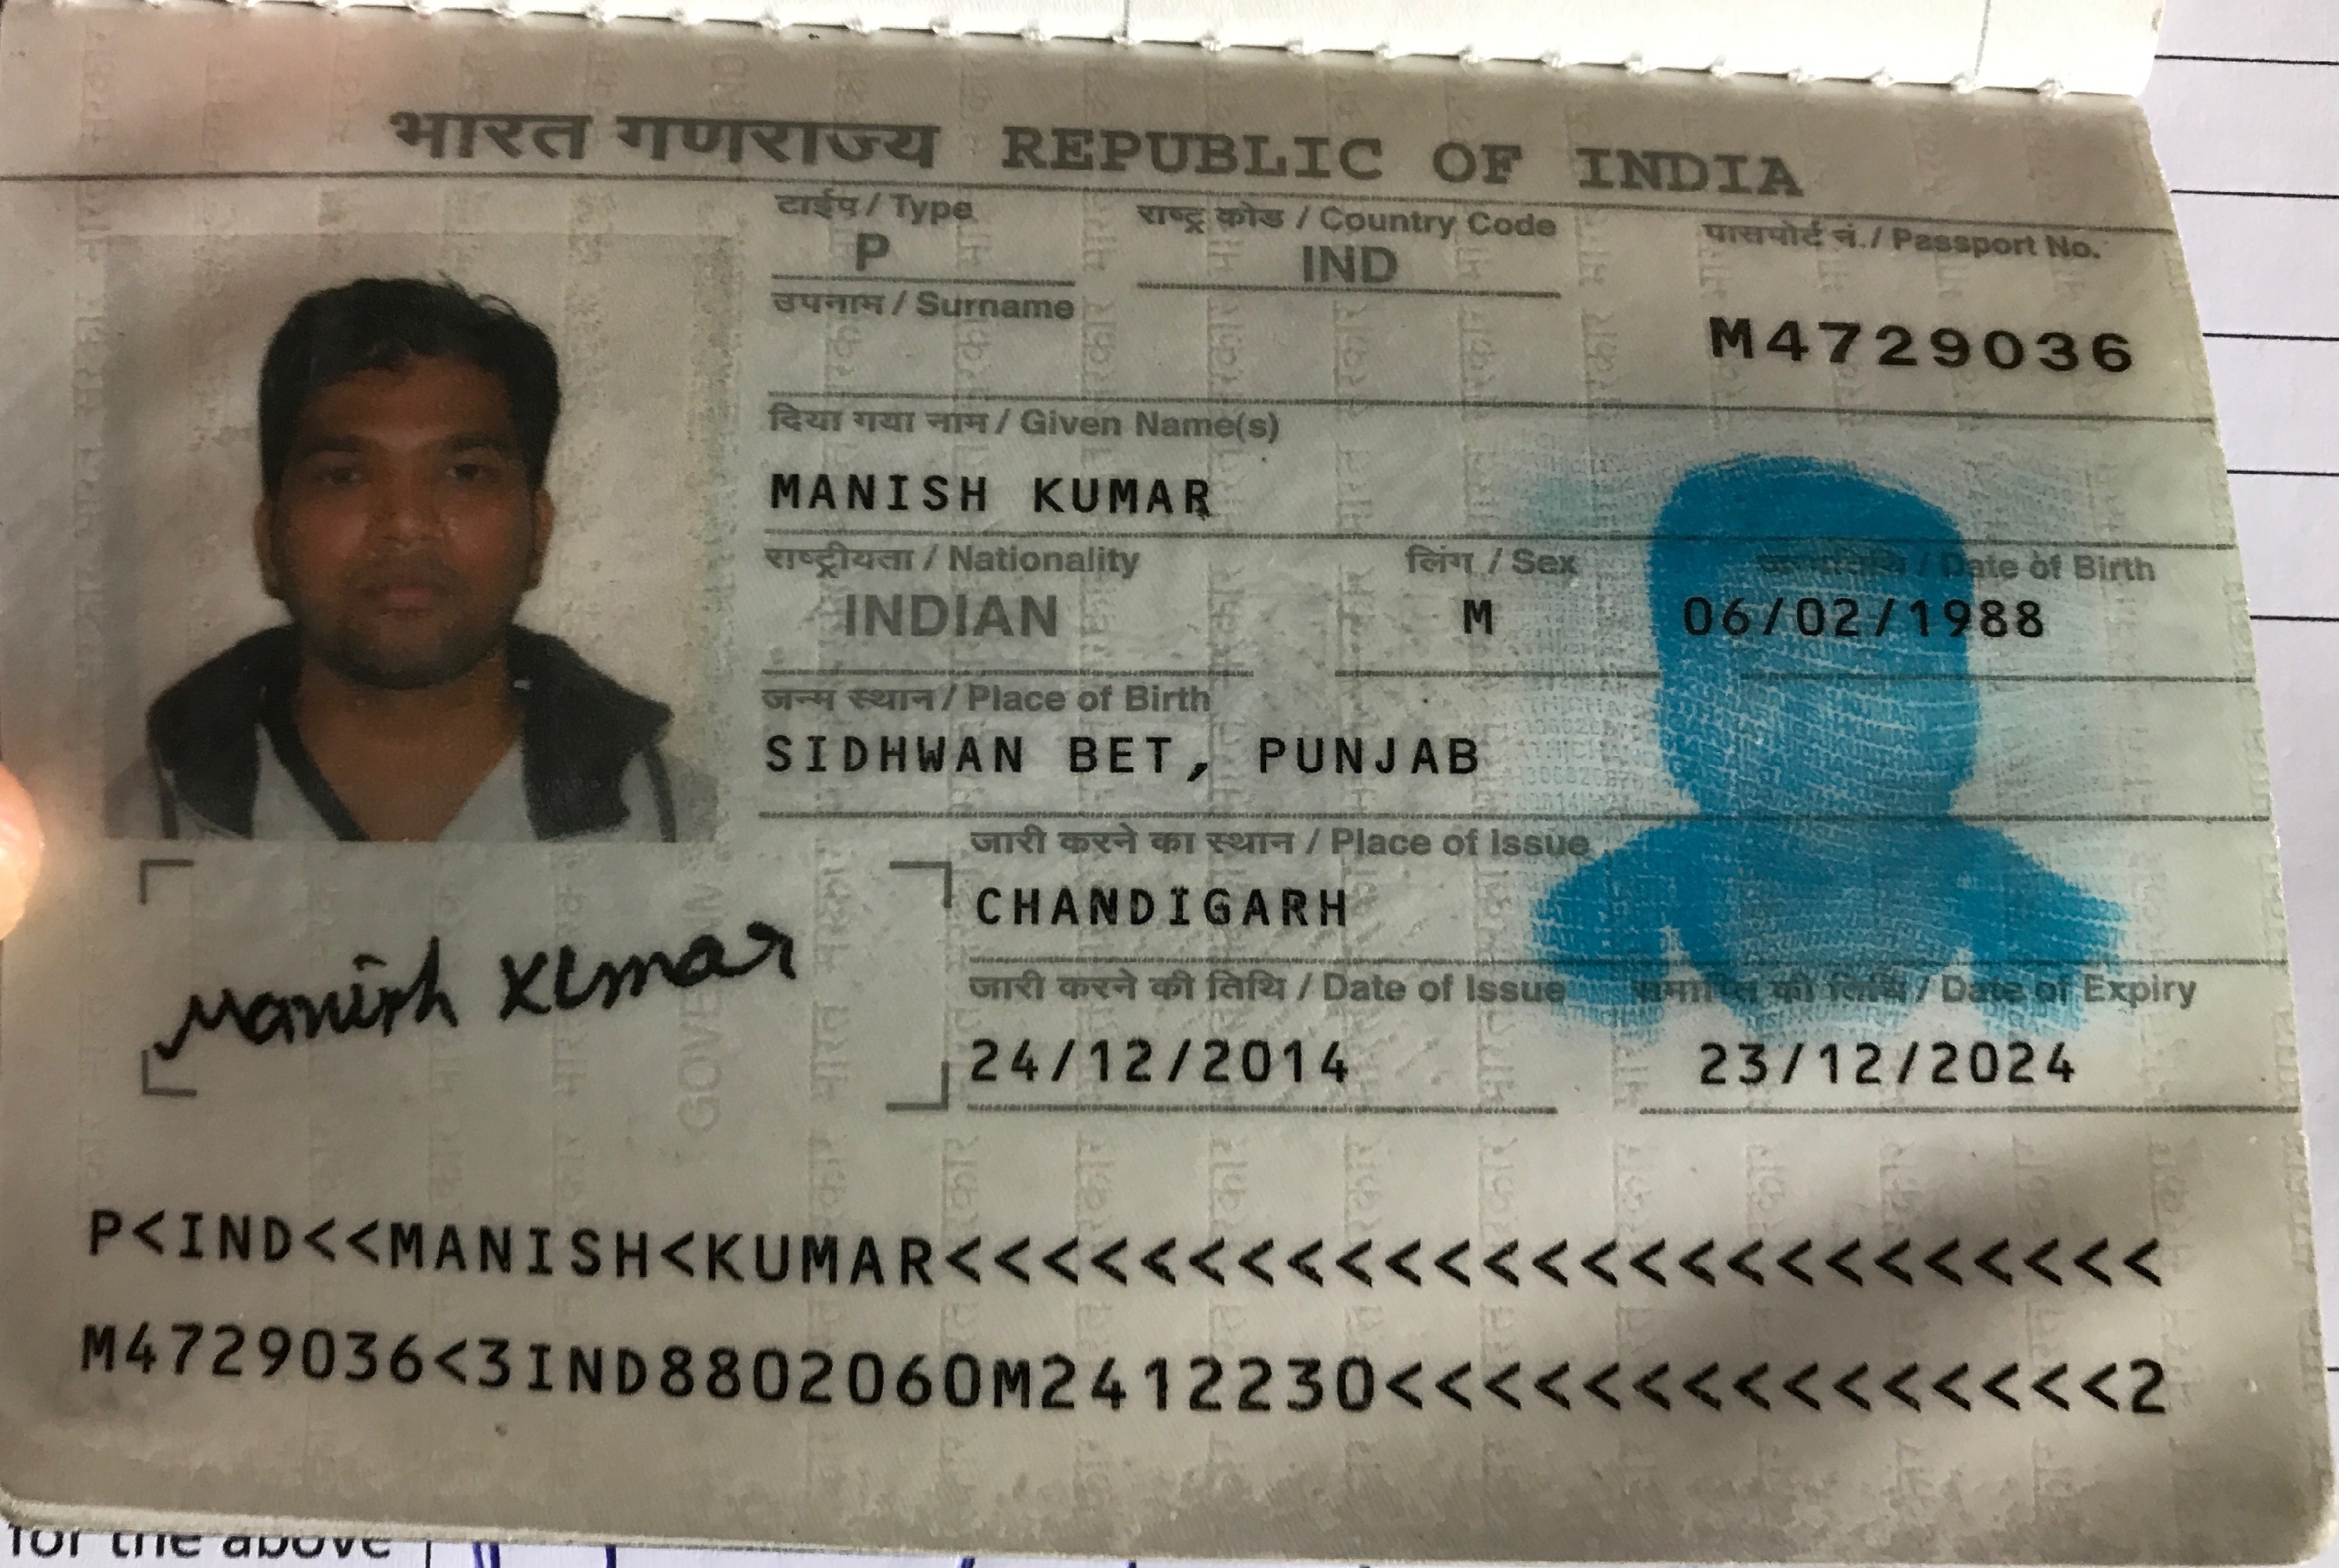 भारत गणराज्य REPUBLIC OF INDIA
टाईप / Type
राष्ट्र कोड / Country Code
पासपोर्ट नं. / Passport No.
P
IND
M4729036
उपनाम / Surname
दिया गया नाम / Given Name(s)
MANISH KUMAR
राष्ट्रीयता / Nationality
लिंग / Sex
जन्मतिथि / Date of Birth
INDIAN
M
06/02/1988
जन्म स्थान / Place of Birth
SIDHWAN BET, PUNJAB
जारी करने का स्थान / Place of Issue
CHANDIGARH
जारी करने की तिथि / Date of Issue
समाप्ति की तिथि / Date of Expiry
24/12/2014
23/12/2024
Manish Kumar
P<IND<<MANISH<KUMAR<<<<<<<<<<<<<<<<<<<<<<<<<
M4729036<3IND8802060M2412230<<<<<<<<<<<<<<<2
for the above